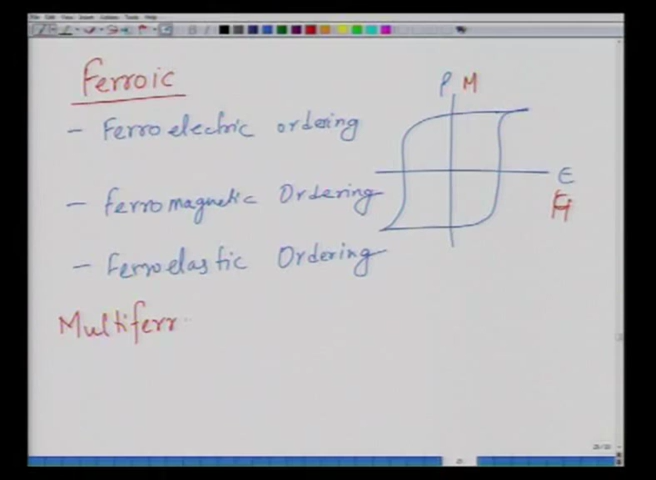 Ferroic
- Ferroelectric ordering
- Ferromagnetic Ordering
- Ferroelastic Ordering
Multiferr
P M
E
H